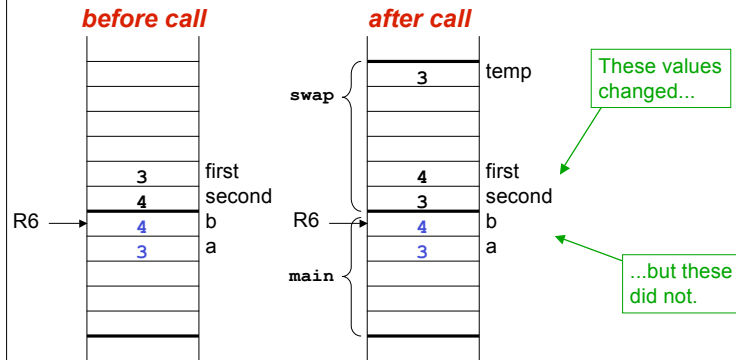 before call
after call
3 temp
swap
These values
changed...
3 first
4 second
R6 4 b
3 a
4 first
3 second
R6 4 b
3 a
main
...but these
did not.